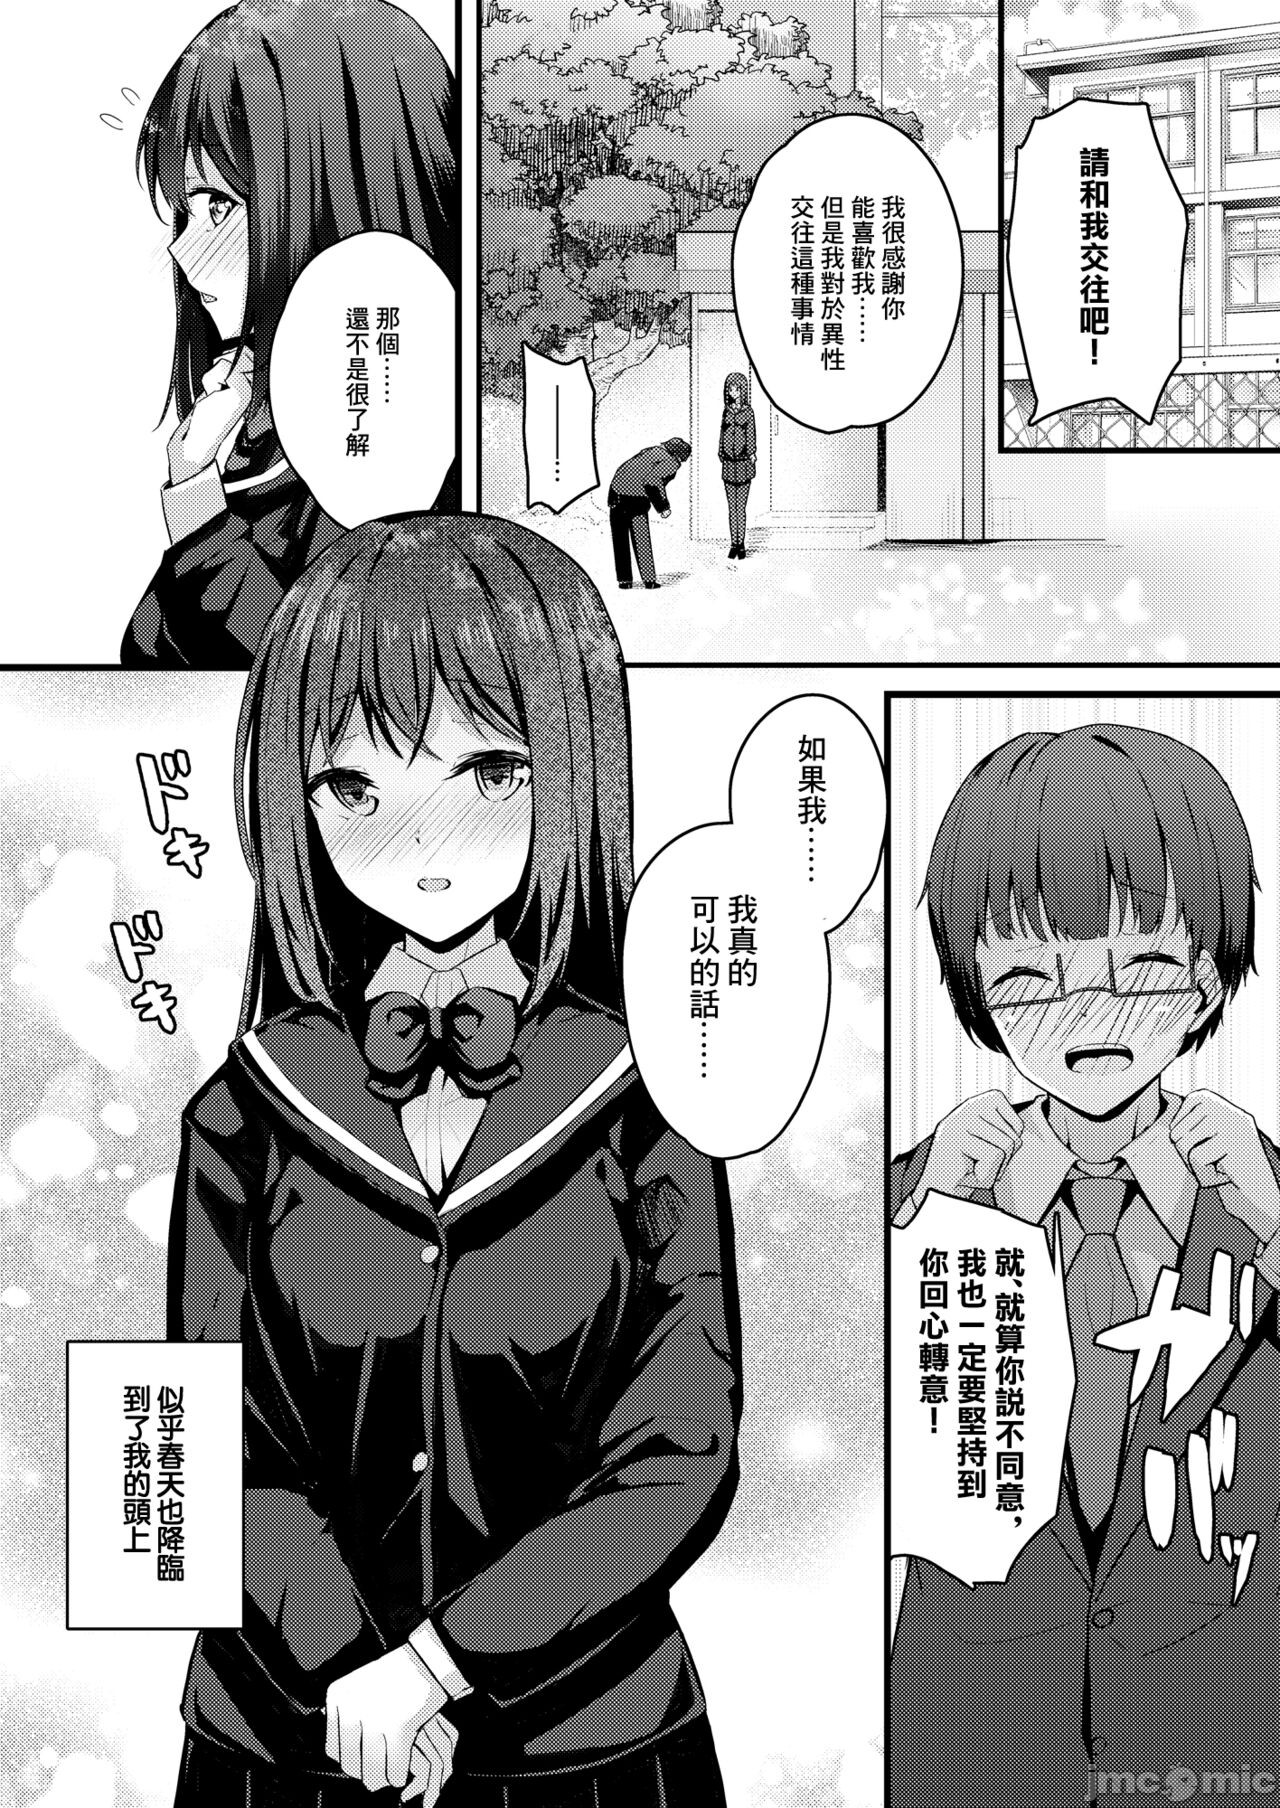 請和我交往吧！
我很感謝你
能喜歡我……
但是我對於異性
交往這種事情
———……
那個……
還不是很了解
就、就算你説不同意，
我也一定要堅持到
你回心轉意！
ガバッ
如果我……
我真的
可以的話……
ドキ
ドキ
似乎春天也降臨
到了我的頭上
jmcomic